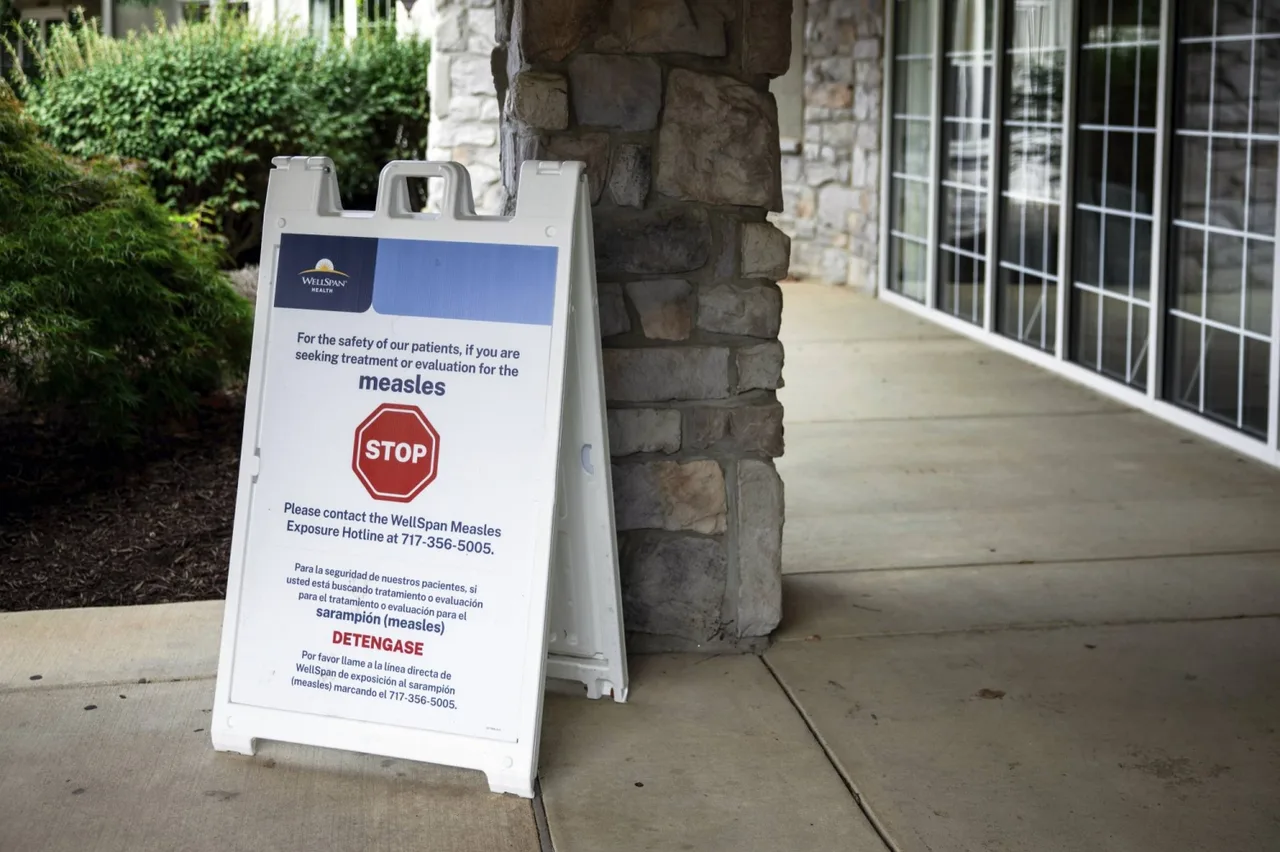 WELLSPAN®
HEALTH
For the safety of our patients, if you are
seeking treatment or evaluation for the
measles
STOP
Please contact the WellSpan Measles
Exposure Hotline at 717-356-5005.
Para la seguridad de nuestros pacientes, si
usted está buscando tratamiento o evaluación
para el tratamiento o evaluación para el
sarampión (measles)
DETENGASE
Por favor llame a la línea directa de
WellSpan de exposición al sarampión
(measles) marcando el 717-356-5005.